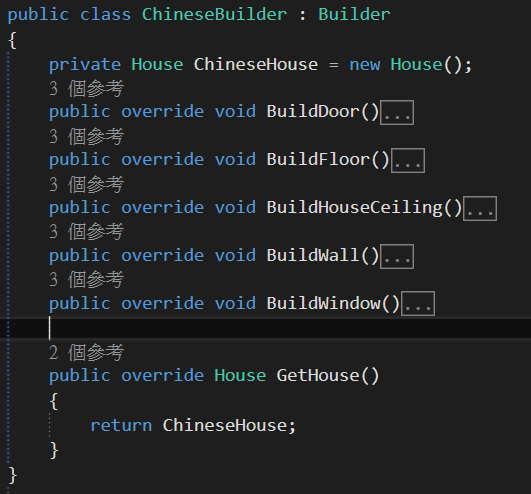 public class ChineseBuilder : Builder
{
private House ChineseHouse = new House();
3 個參考
public override void BuildDoor()...
3 個參考
public override void BuildFloor()...
3 個參考
public override void BuildHouseCeiling()...
3 個參考
public override void BuildWall()...
3 個參考
public override void BuildWindow()...
2 個參考
public override House GetHouse()
{
return ChineseHouse;
}
}